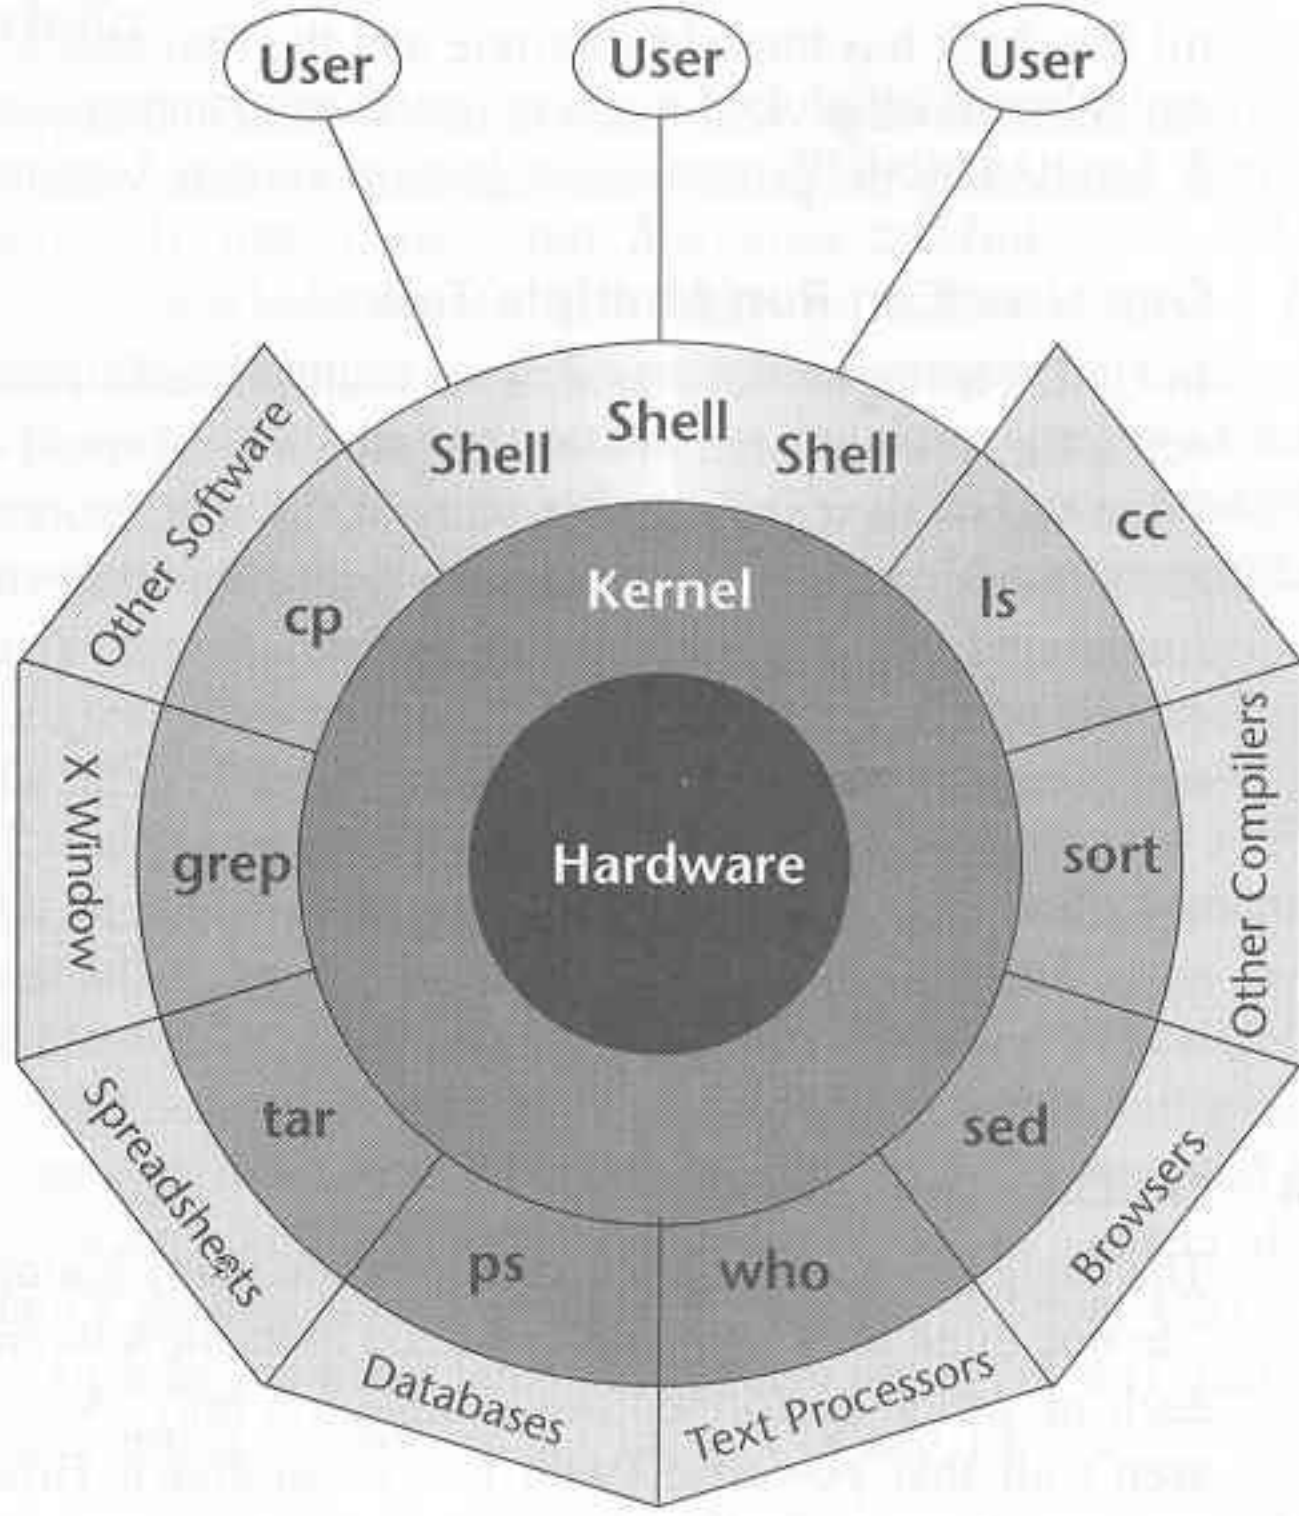 User
User
User
Shell
Shell
Shell
Other Software
cc
Kernel
cp
ls
Hardware
X Window
grep
sort
Other Compilers
tar
sed
Spreadsheets
ps
who
Browsers
Databases
Text Processors